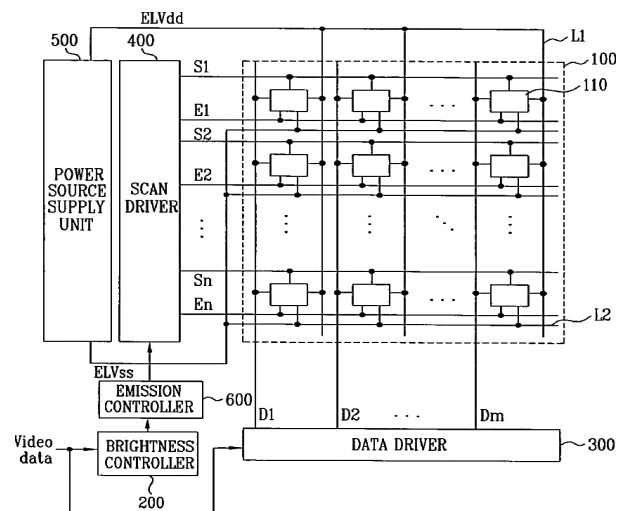 ELVdd
500
400
L1
100
S1
110
E1
S2
E2
POWER
SOURCE
SUPPLY
UNIT
SCAN
DRIVER
Sn
En
L2
ELVss
EMISSION
CONTROLLER
600
D1 D2 ... Dm
Video
data
BRIGHTNESS
CONTROLLER
200
DATA DRIVER
300